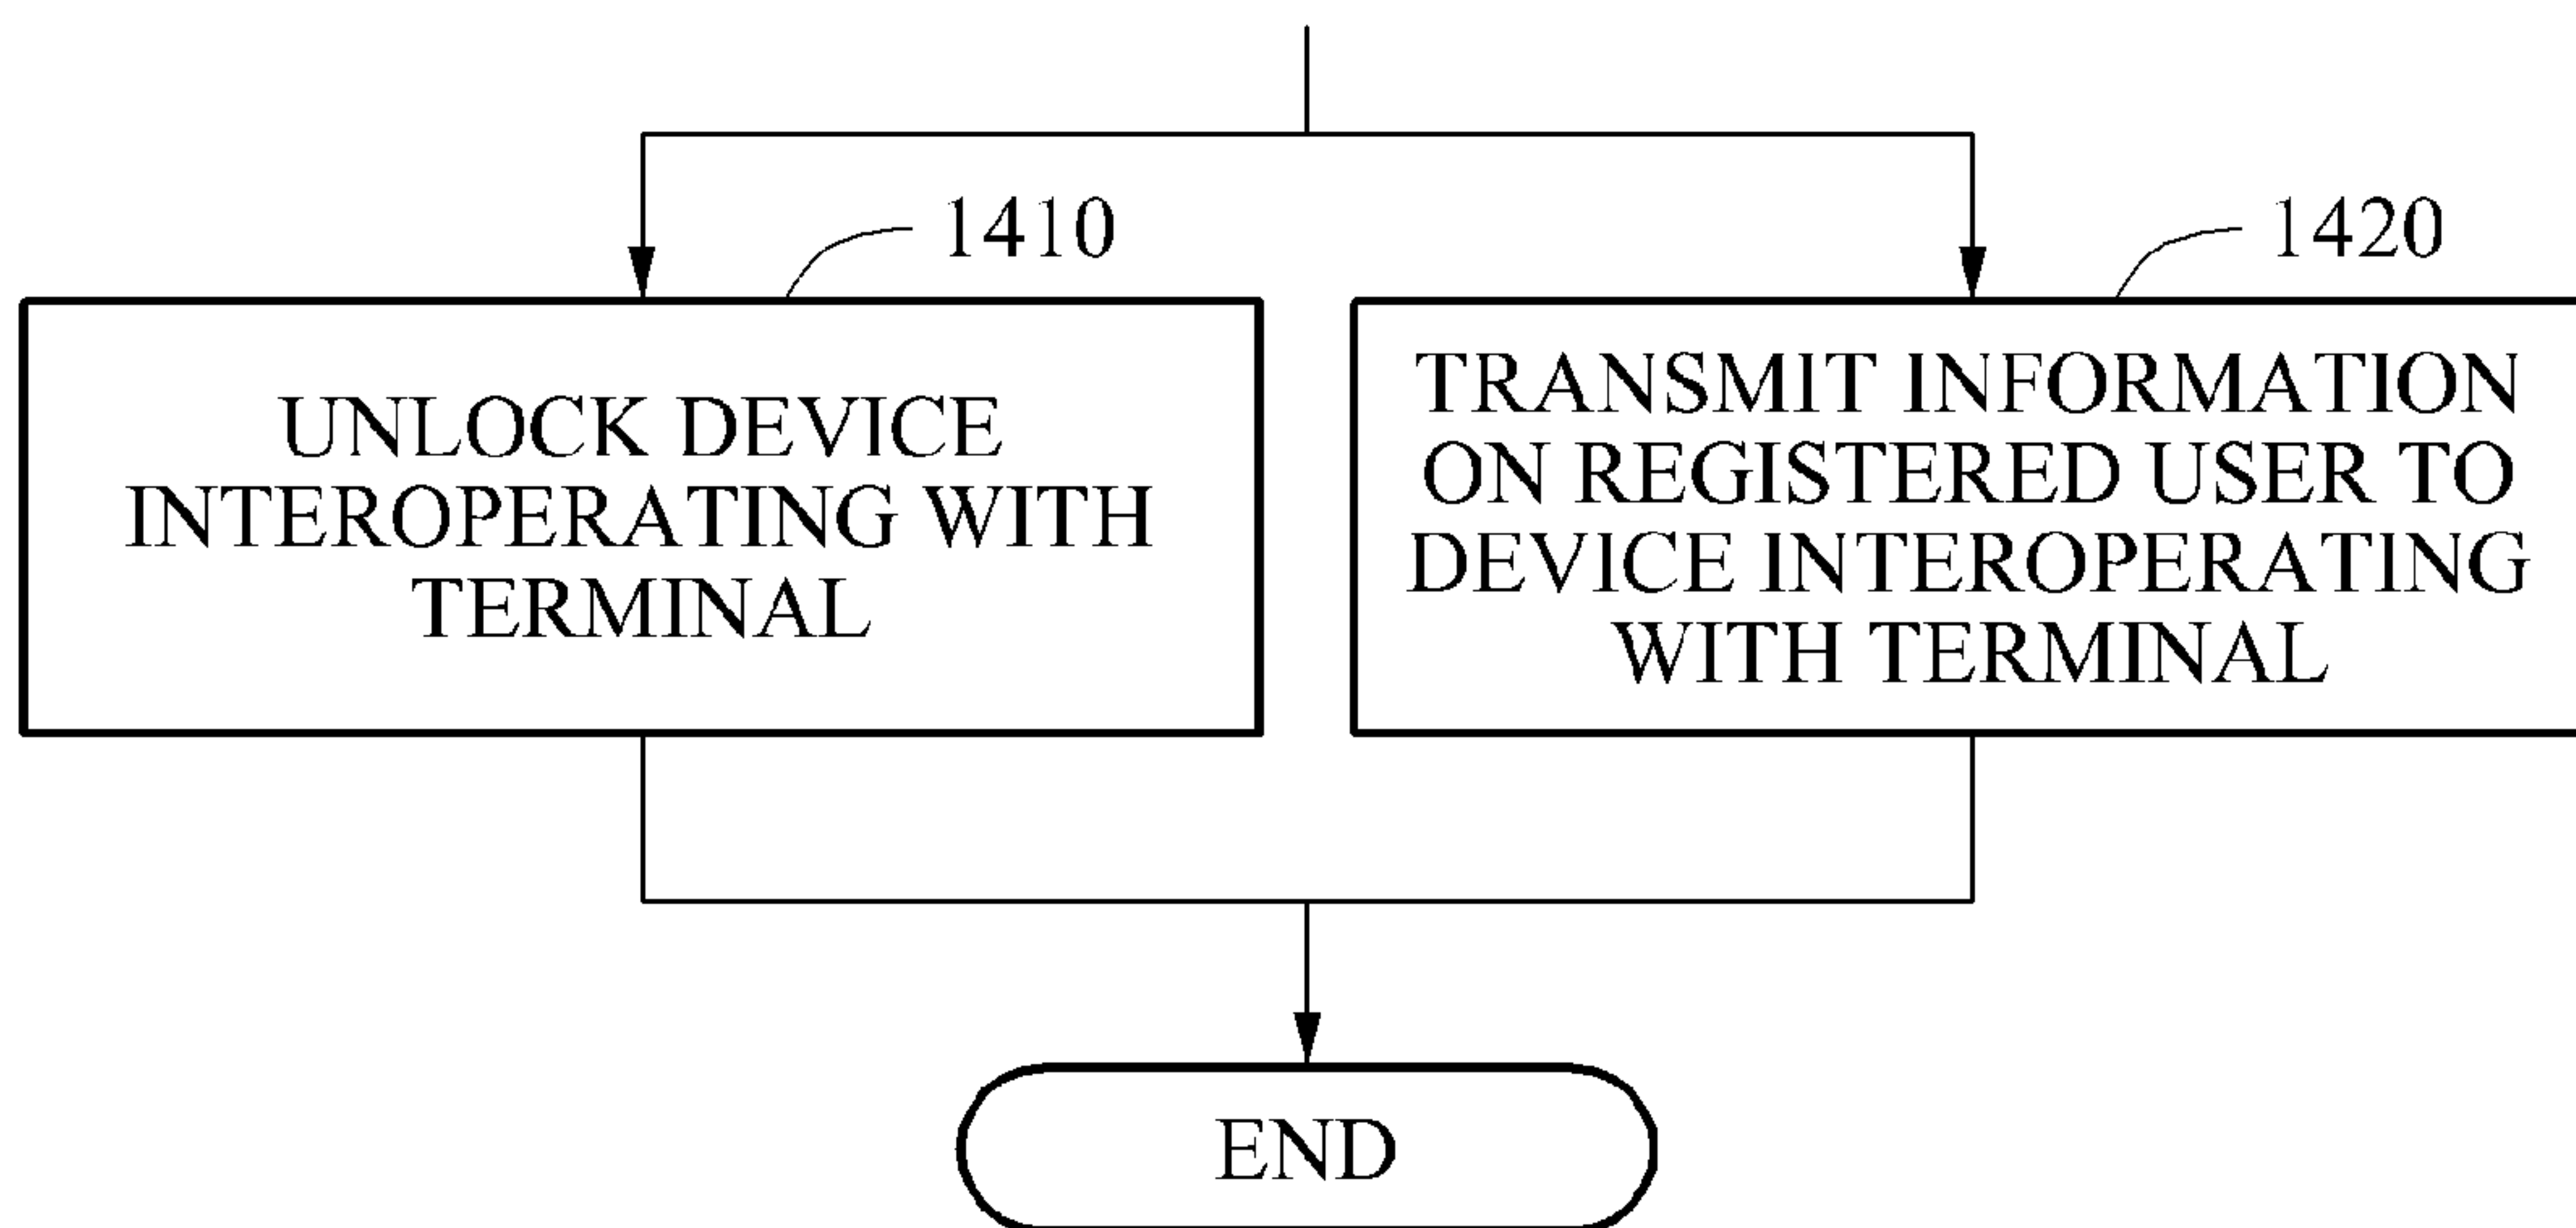 1410
UNLOCK DEVICE
INTEROPERATING WITH
TERMINAL
1420
TRANSMIT INFORMATION
ON REGISTERED USER TO
DEVICE INTEROPERATING
WITH TERMINAL
END